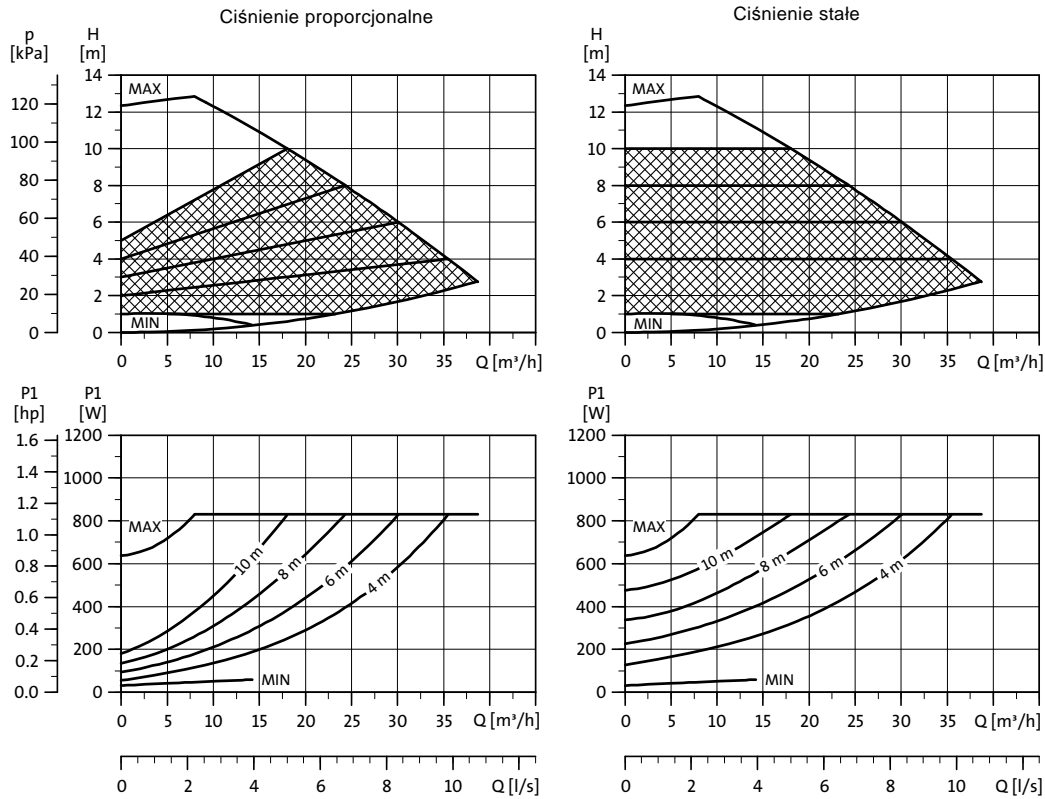 Ciśnienie proporcjonalne
Ciśnienie stałe
p
[kPa]
H
[m]
H
[m]
MAX
MIN
14
12
10
8
6
4
2
0
120
100
80
60
40
20
0
0 5 10 15 20 25 30 35 Q [m³/h]
MAX
MIN
14
12
10
8
6
4
2
0
0 5 10 15 20 25 30 35 Q [m³/h]
P1
[hp]
P1
[W]
P1
[W]
1.6
1.4
1.2
1.0
0.8
0.6
0.4
0.2
0.0
1200
1000
800
600
400
200
0
MAX
10 m
8 m
6 m
4 m
MIN
0 5 10 15 20 25 30 35 Q [m³/h]
0 2 4 6 8 10 Q [l/s]
1200
1000
800
600
400
200
0
MAX
10 m
8 m
6 m
4 m
MIN
0 5 10 15 20 25 30 35 Q [m³/h]
0 2 4 6 8 10 Q [l/s]